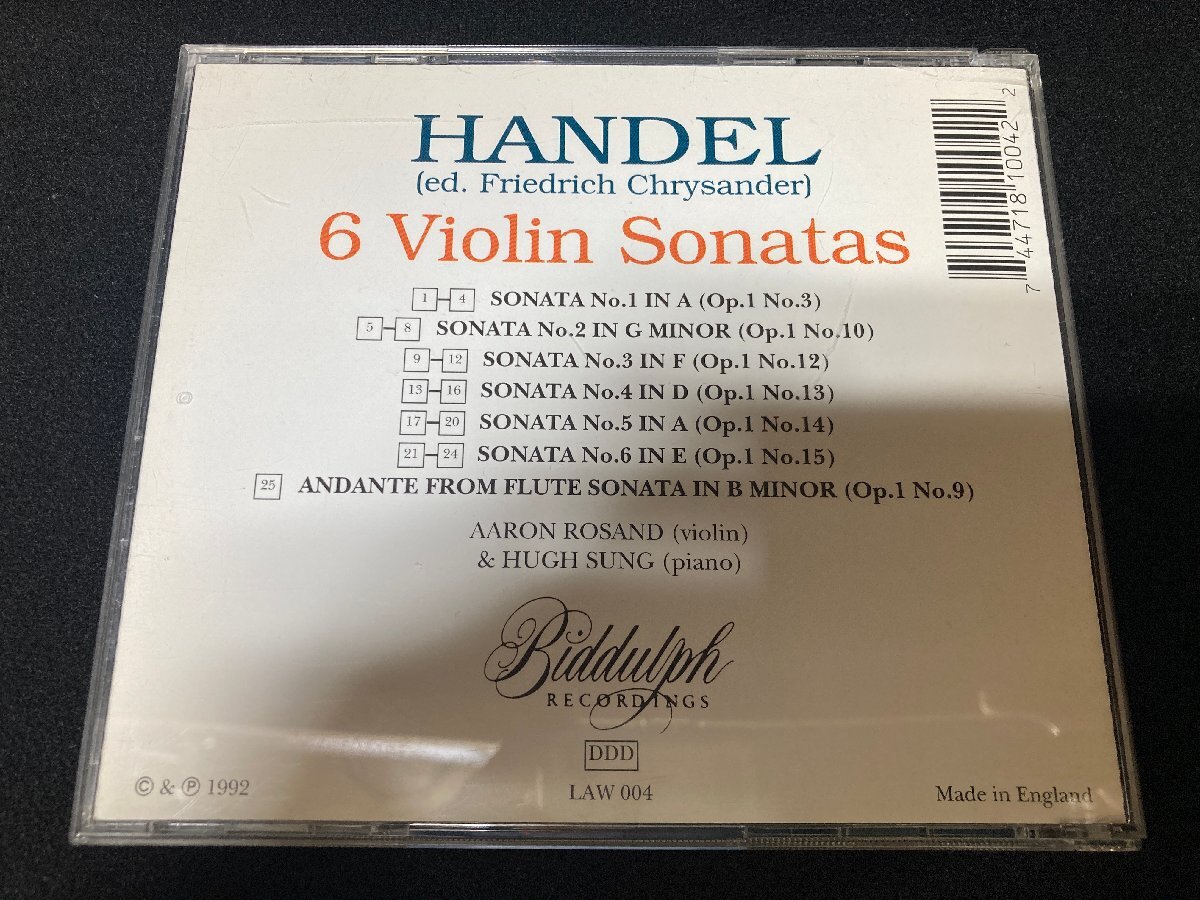 HANDEL
(ed. Friedrich Chrysander)
6 Violin Sonatas
1–4 SONATA No.1 IN A (Op.1 No.3)
5–8 SONATA No.2 IN G MINOR (Op.1 No.10)
9–12 SONATA No.3 IN F (Op.1 No.12)
13–16 SONATA No.4 IN D (Op.1 No.13)
17–20 SONATA No.5 IN A (Op.1 No.14)
21–24 SONATA No.6 IN E (Op.1 No.15)
25 ANDANTE FROM FLUTE SONATA IN B MINOR (Op.1 No.9)
AARON ROSAND (violin)
& HUGH SUNG (piano)
Biddulph
RECORDINGS
DDD
© & ℗ 1992
LAW 004
Made in England
7 44718 10042 2